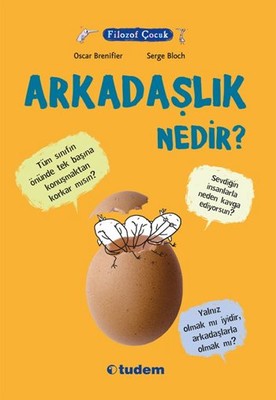 Filozof Çocuk
Oscar Brenifier Serge Bloch
ARKADAŞLIK
NEDİR?
Tüm sınıfın
önünde tek başına
konuşmaktan
korkar mısın?
Sevdiğin
insanlarla
neden kavga
ediyorsun?
Yalnız
olmak mı iyidir,
arkadaşlarla
olmak mı?
tudem